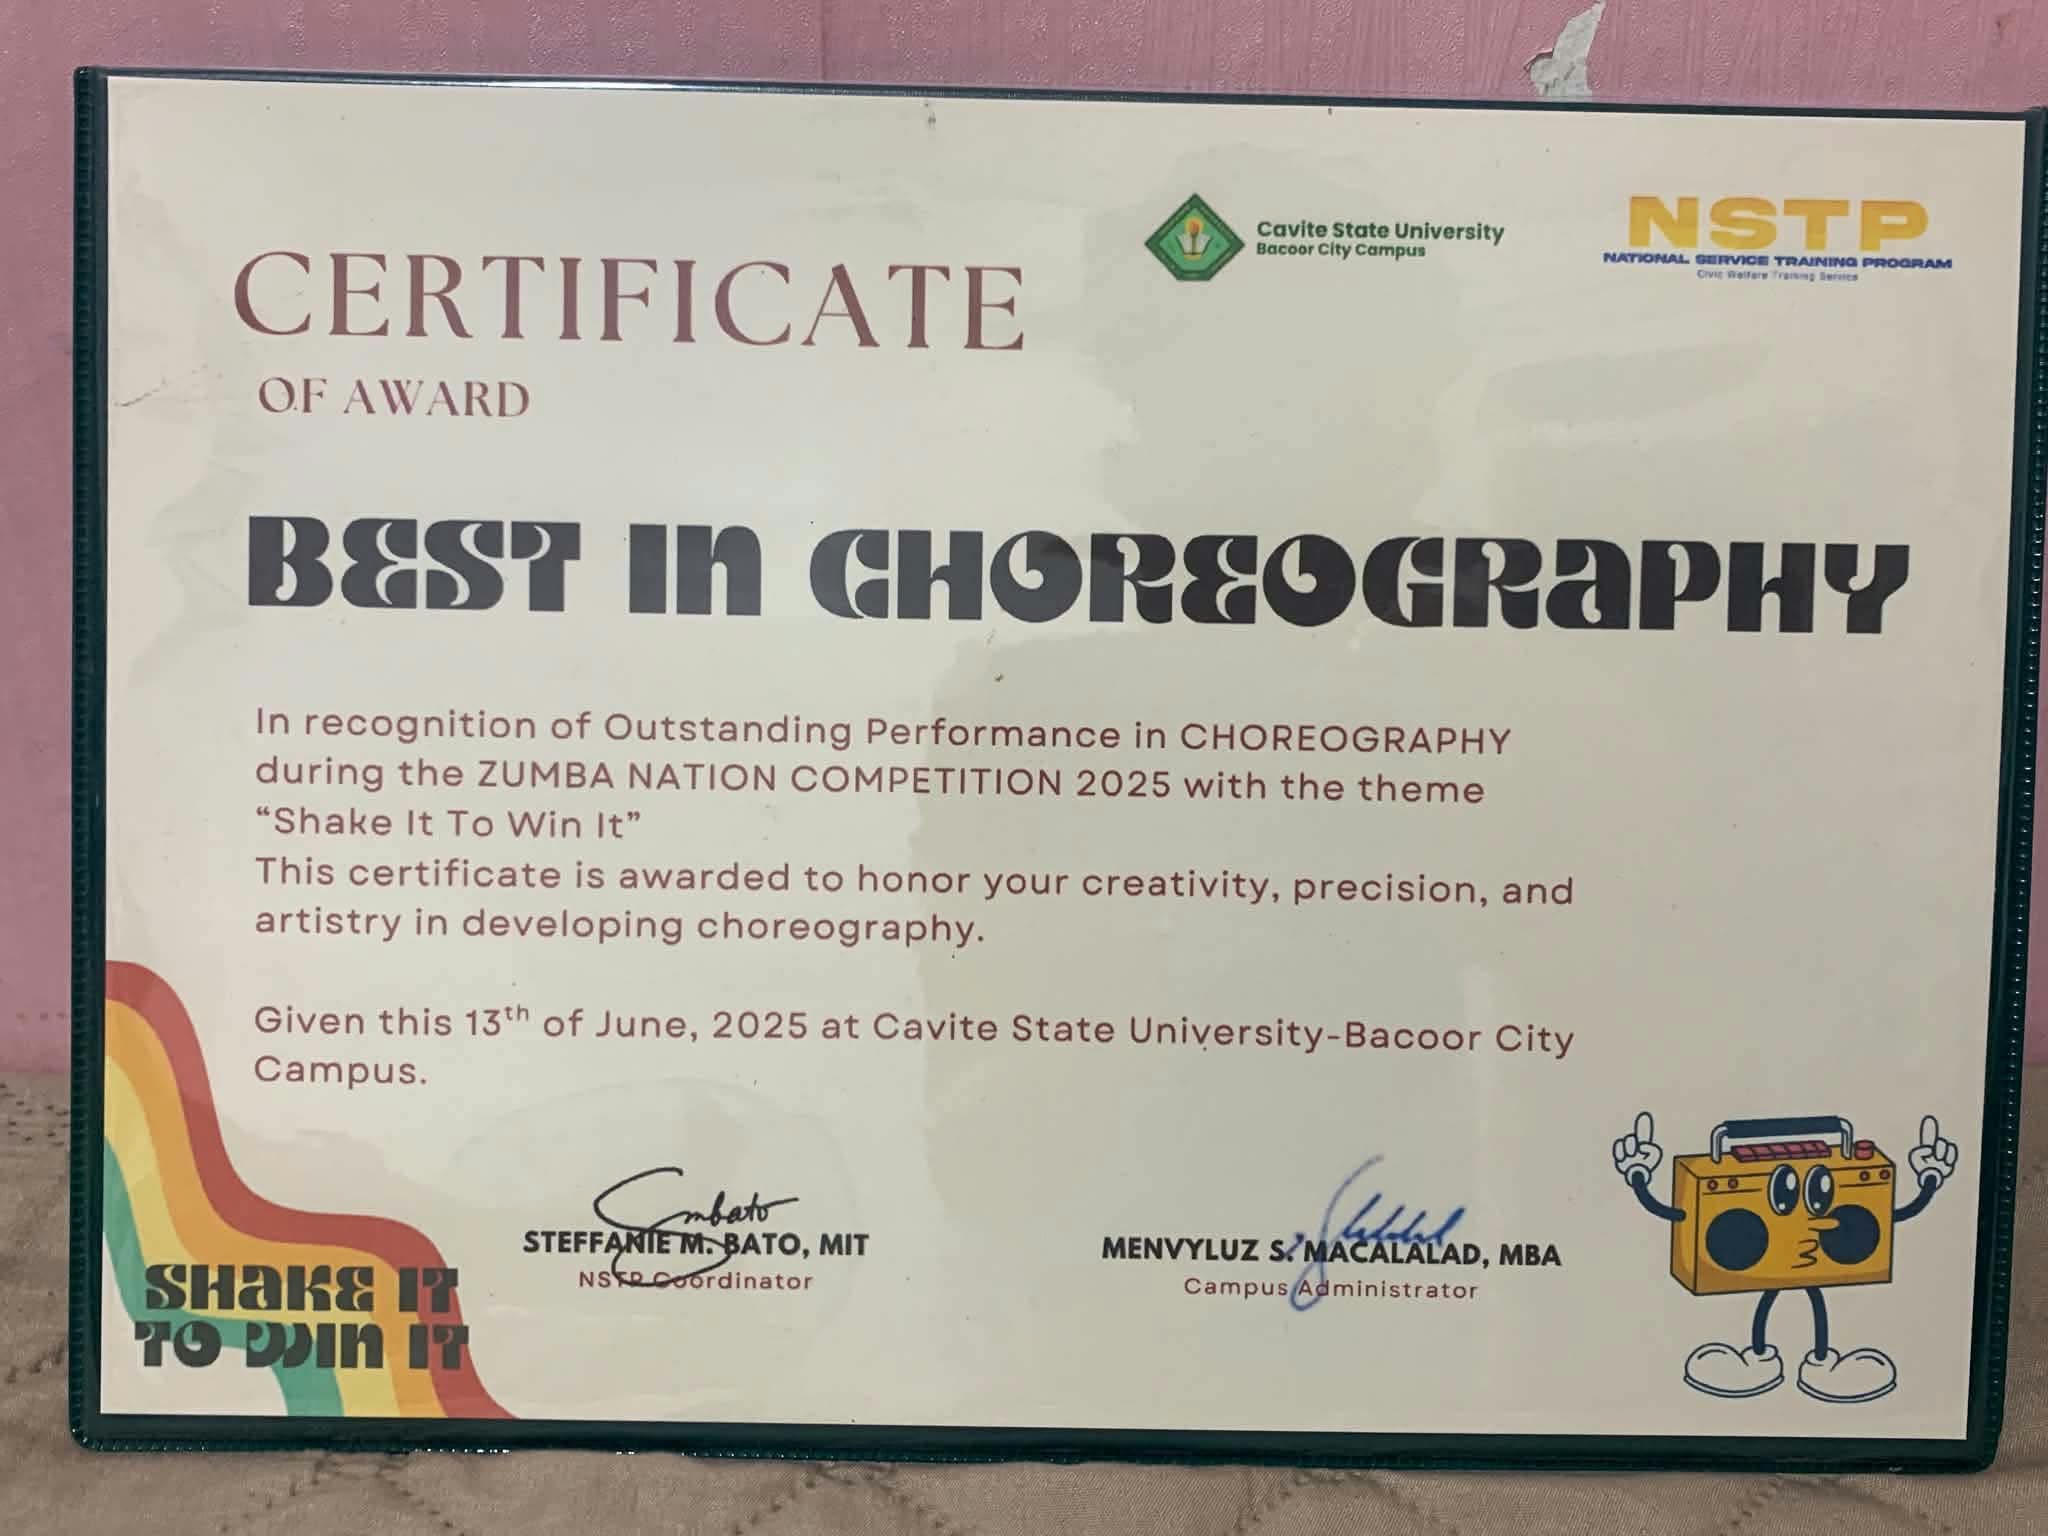 Cavite State University
Bacoor City Campus
NSTP
NATIONAL SERVICE TRAINING PROGRAM
Civic Welfare Training Service
CERTIFICATE
OF AWARD
BEST IN CHOREOGRAPHY
In recognition of Outstanding Performance in CHOREOGRAPHY
during the ZUMBA NATION COMPETITION 2025 with the theme
“Shake It To Win It”
This certificate is awarded to honor your creativity, precision, and
artistry in developing choreography.
Given this 13th of June, 2025 at Cavite State University-Bacoor City
Campus.
STEFFANIE M. BATO, MIT
NSTP Coordinator
MENVYLUZ S. MACALALAD, MBA
Campus Administrator
SHAKE IT
TO WIN IT